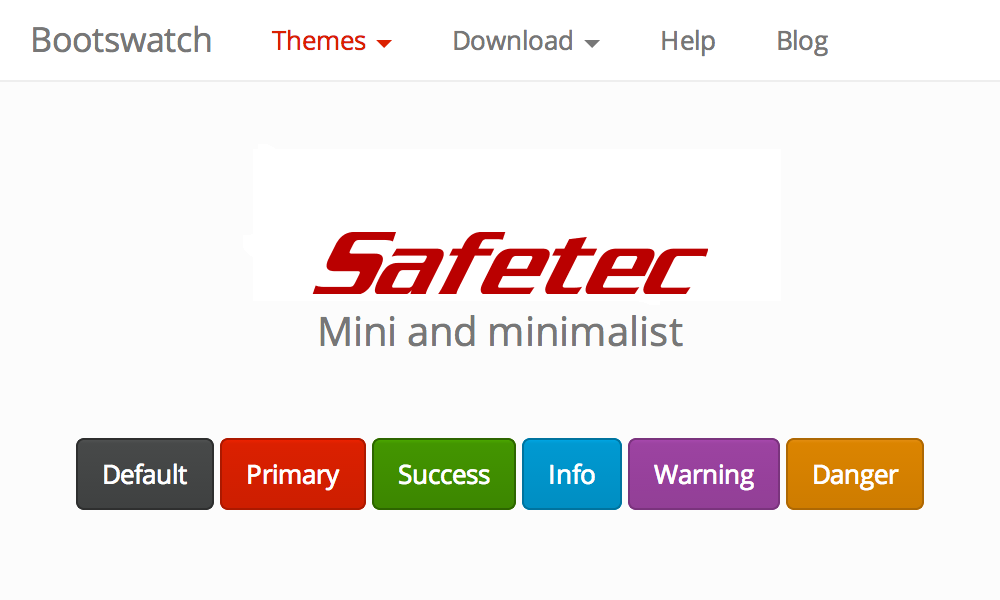 Bootswatch Themes Download Help Blog
Safetec
Mini and minimalist
Default Primary Success Info Warning Danger